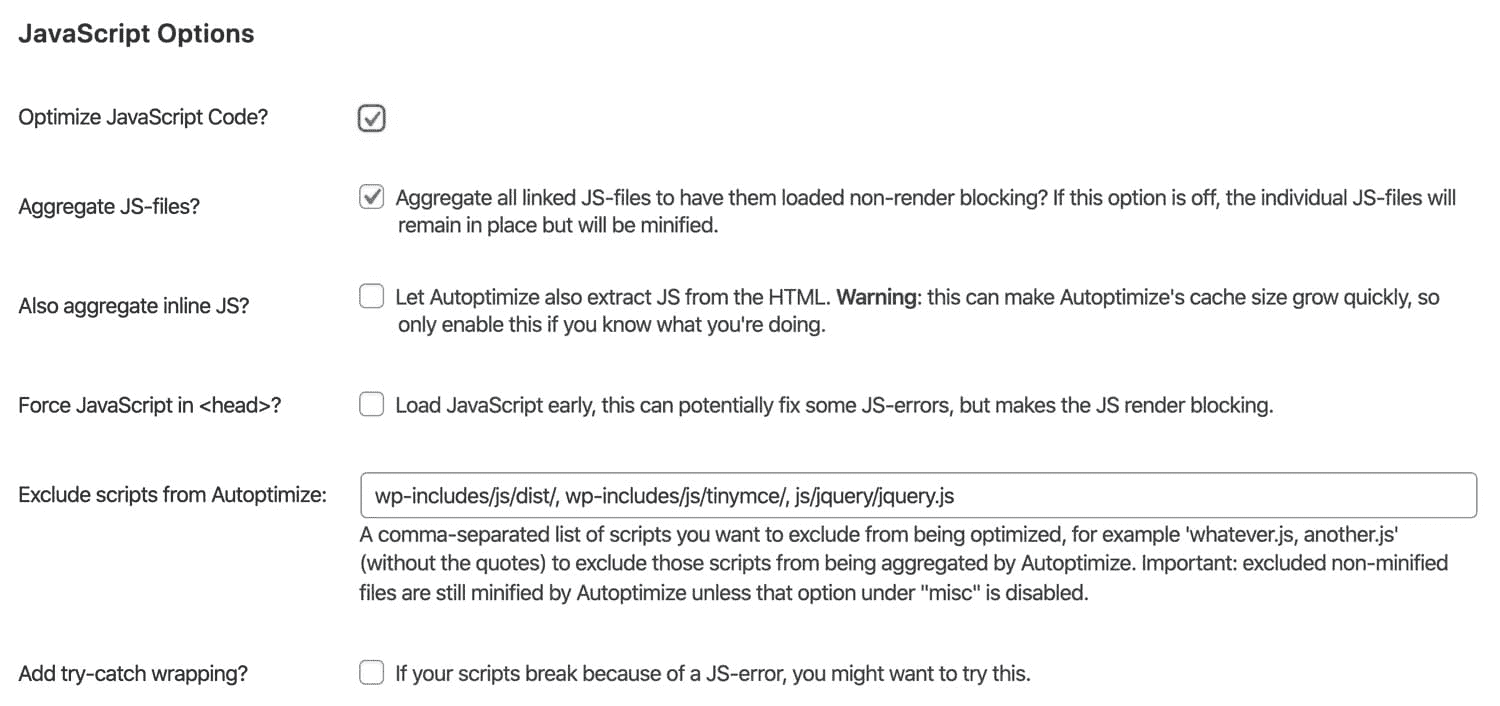 JavaScript Options
Optimize JavaScript Code?
Aggregate JS-files?
Aggregate all linked JS-files to have them loaded non-render blocking? If this option is off, the individual JS-files will
remain in place but will be minified.
Also aggregate inline JS?
Let Autoptimize also extract JS from the HTML. Warning: this can make Autoptimize's cache size grow quickly, so
only enable this if you know what you're doing.
Force JavaScript in <head>?
Load JavaScript early, this can potentially fix some JS-errors, but makes the JS render blocking.
Exclude scripts from Autoptimize:
wp-includes/js/dist/, wp-includes/js/tinymce/, js/jquery/jquery.js
A comma-separated list of scripts you want to exclude from being optimized, for example 'whatever.js, another.js'
(without the quotes) to exclude those scripts from being aggregated by Autoptimize. Important: excluded non-minified
files are still minified by Autoptimize unless that option under "misc" is disabled.
Add try-catch wrapping?
If your scripts break because of a JS-error, you might want to try this.